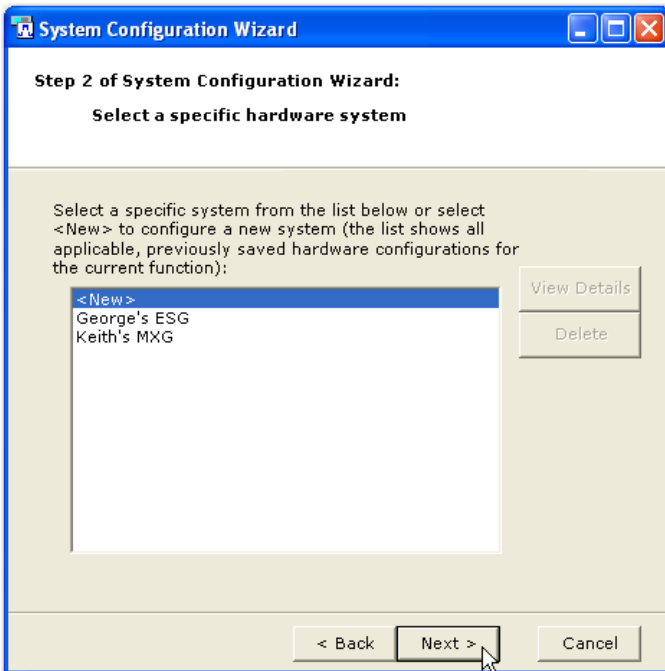 System Configuration Wizard
Step 2 of System Configuration Wizard:
Select a specific hardware system
Select a specific system from the list below or select
<New> to configure a new system (the list shows all
applicable, previously saved hardware configurations for
the current function):
<New>
George's ESG
Keith's MXG
View Details
Delete
< Back
Next >
Cancel